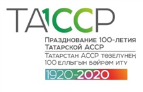 ТАССР
ПРАЗДНОВАНИЕ 100-ЛЕТИЯ
ТАТАРСКОЙ АССР
ТАТАРСТАН АССР ТӨЗЕЛҮНЕҢ
100 ЕЛЛЫГЫН БӘЙРӘМ ИТҮ
1920-2020